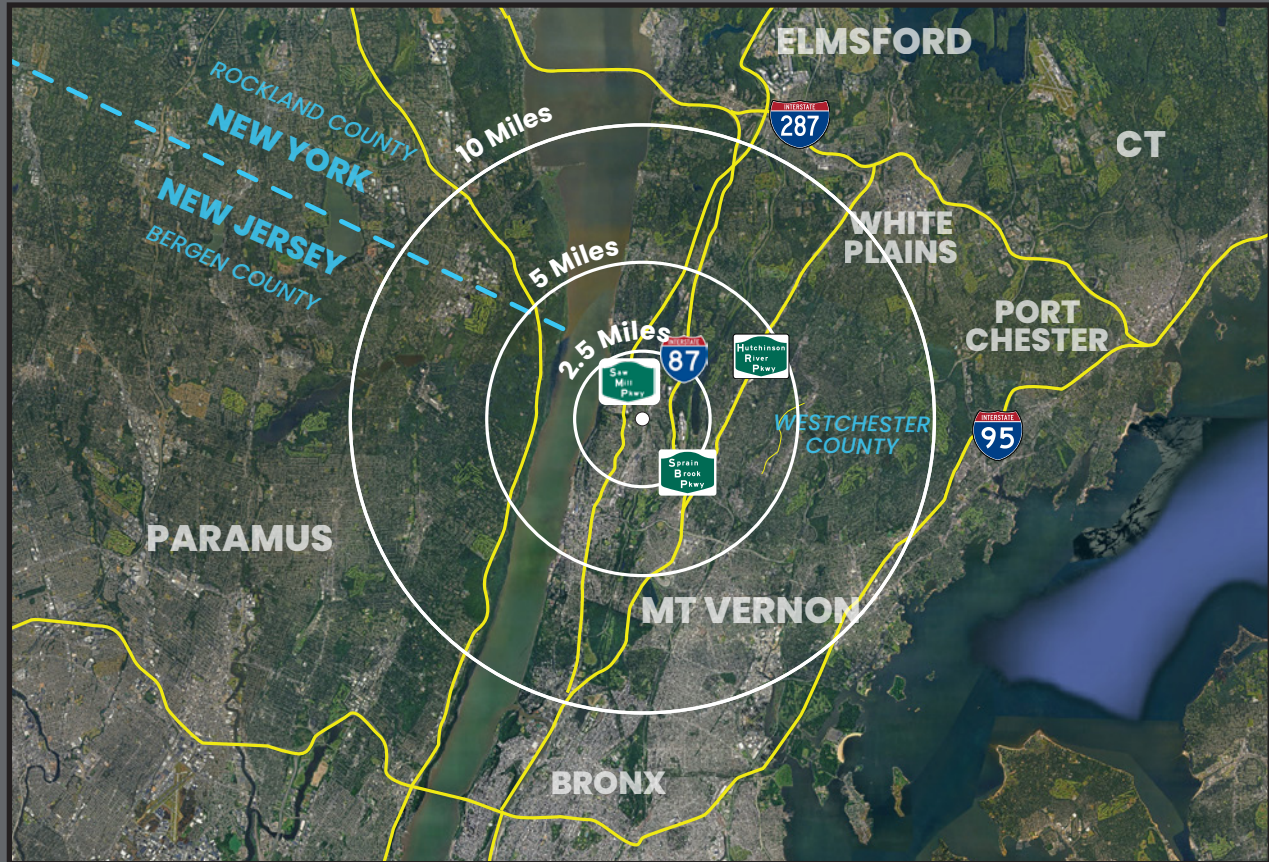 ELMSFORD
ROCKLAND COUNTY
NEW YORK
10 Miles
INTERSTATE
287
CT
NEW JERSEY
BERGEN COUNTY
WHITE
PLAINS
5 Miles
PORT
CHESTER
2.5 Miles
INTERSTATE
87
Hutchinson
River
Pkwy
Saw
Mill
Pkwy
WESTCHESTER
COUNTY
INTERSTATE
95
Sprain
Brook
Pkwy
PARAMUS
MT VERNON
BRONX